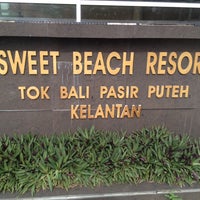 SWEET BEACH RESOR
TOK BALI PASIR PUTEH
KELANTAN